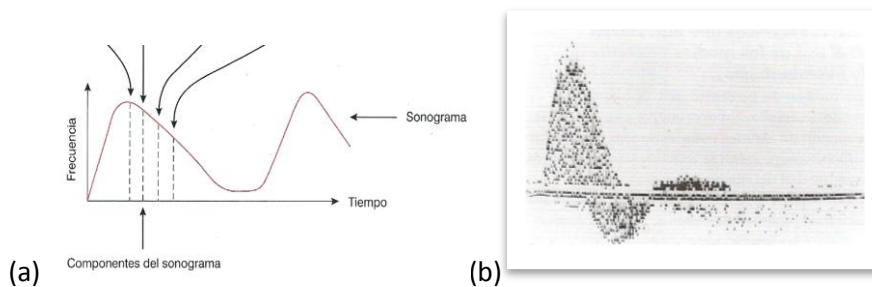 Frecuencia
Sonograma
Tiempo
Componentes del sonograma
(a)
(b)